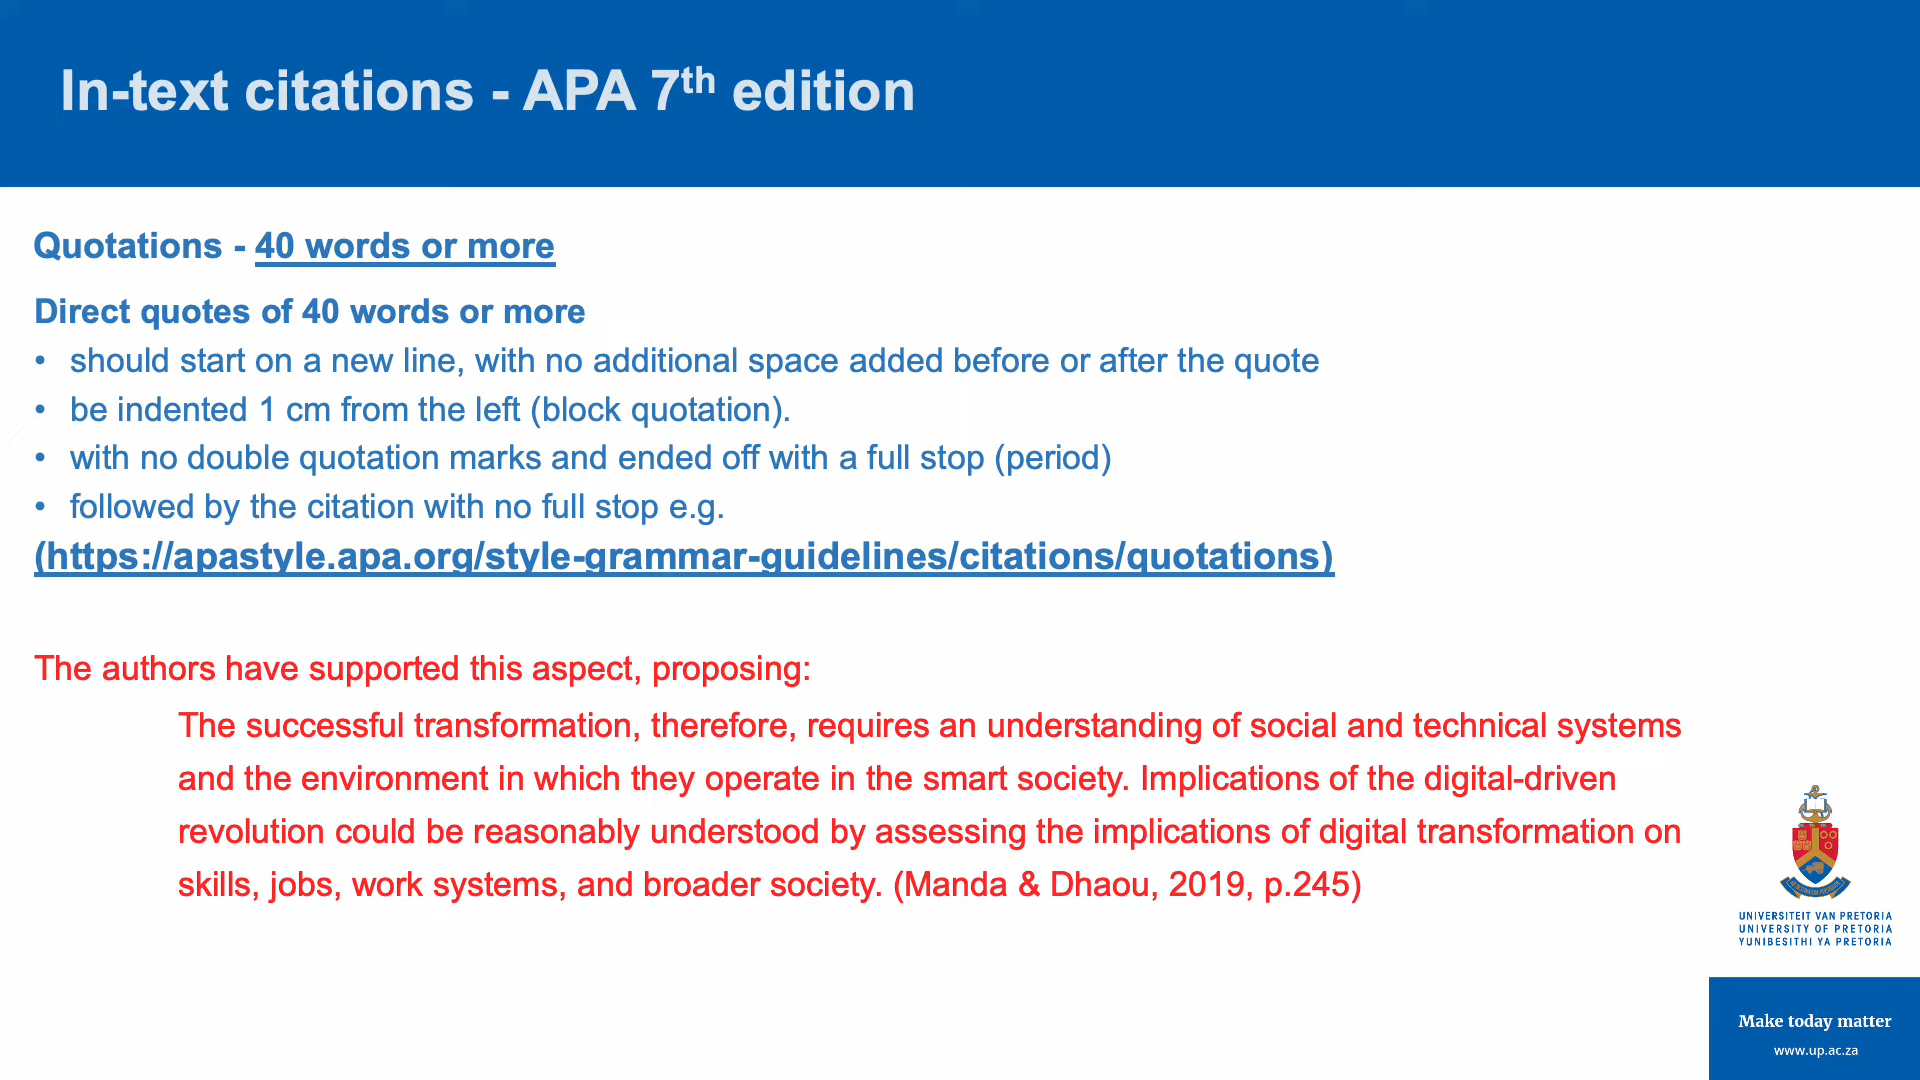 In-text citations - APA 7th edition
Quotations - 40 words or more
Direct quotes of 40 words or more
• should start on a new line, with no additional space added before or after the quote
• be indented 1 cm from the left (block quotation).
• with no double quotation marks and ended off with a full stop (period)
• followed by the citation with no full stop e.g.
(https://apastyle.apa.org/style-grammar-guidelines/citations/quotations)
The authors have supported this aspect, proposing:
The successful transformation, therefore, requires an understanding of social and technical systems
and the environment in which they operate in the smart society. Implications of the digital-driven
revolution could be reasonably understood by assessing the implications of digital transformation on
skills, jobs, work systems, and broader society. (Manda & Dhaou, 2019, p.245)
UNIVERSITEIT VAN PRETORIA
UNIVERSITY OF PRETORIA
YUNIBESITHI YA PRETORIA
Make today matter
www.up.ac.za